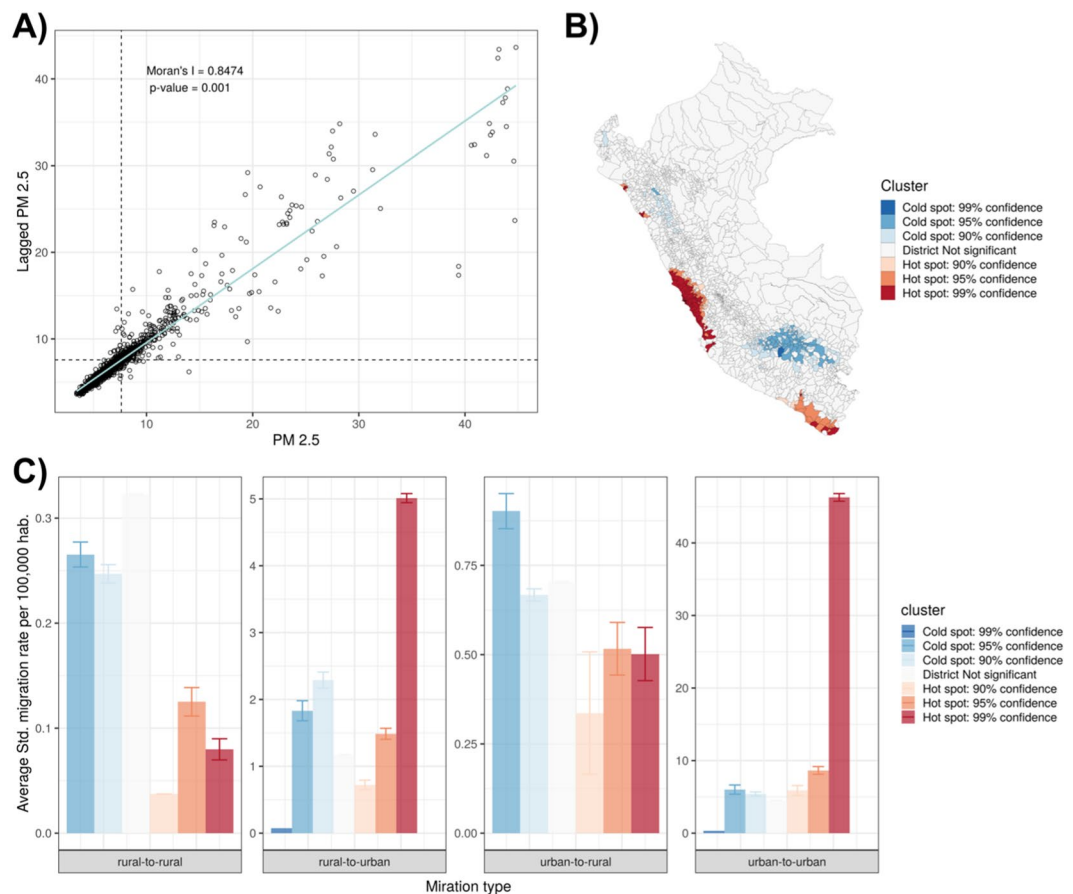 A)
Moran's I = 0.8474
p-value = 0.001
40
30
20
10
Lagged PM 2.5
10
20
30
40
PM 2.5
B)
Cluster
Cold spot: 99% confidence
Cold spot: 95% confidence
Cold spot: 90% confidence
District Not significant
Hot spot: 90% confidence
Hot spot: 95% confidence
Hot spot: 99% confidence
C)
Average Std. migration rate per 100,000 hab.
0.3
0.2
0.1
0.0
rural-to-rural
5
4
3
2
1
0
rural-to-urban
0.75
0.50
0.25
0.00
urban-to-rural
40
30
20
10
0
urban-to-urban
Miration type
cluster
Cold spot: 99% confidence
Cold spot: 95% confidence
Cold spot: 90% confidence
District Not significant
Hot spot: 90% confidence
Hot spot: 95% confidence
Hot spot: 99% confidence